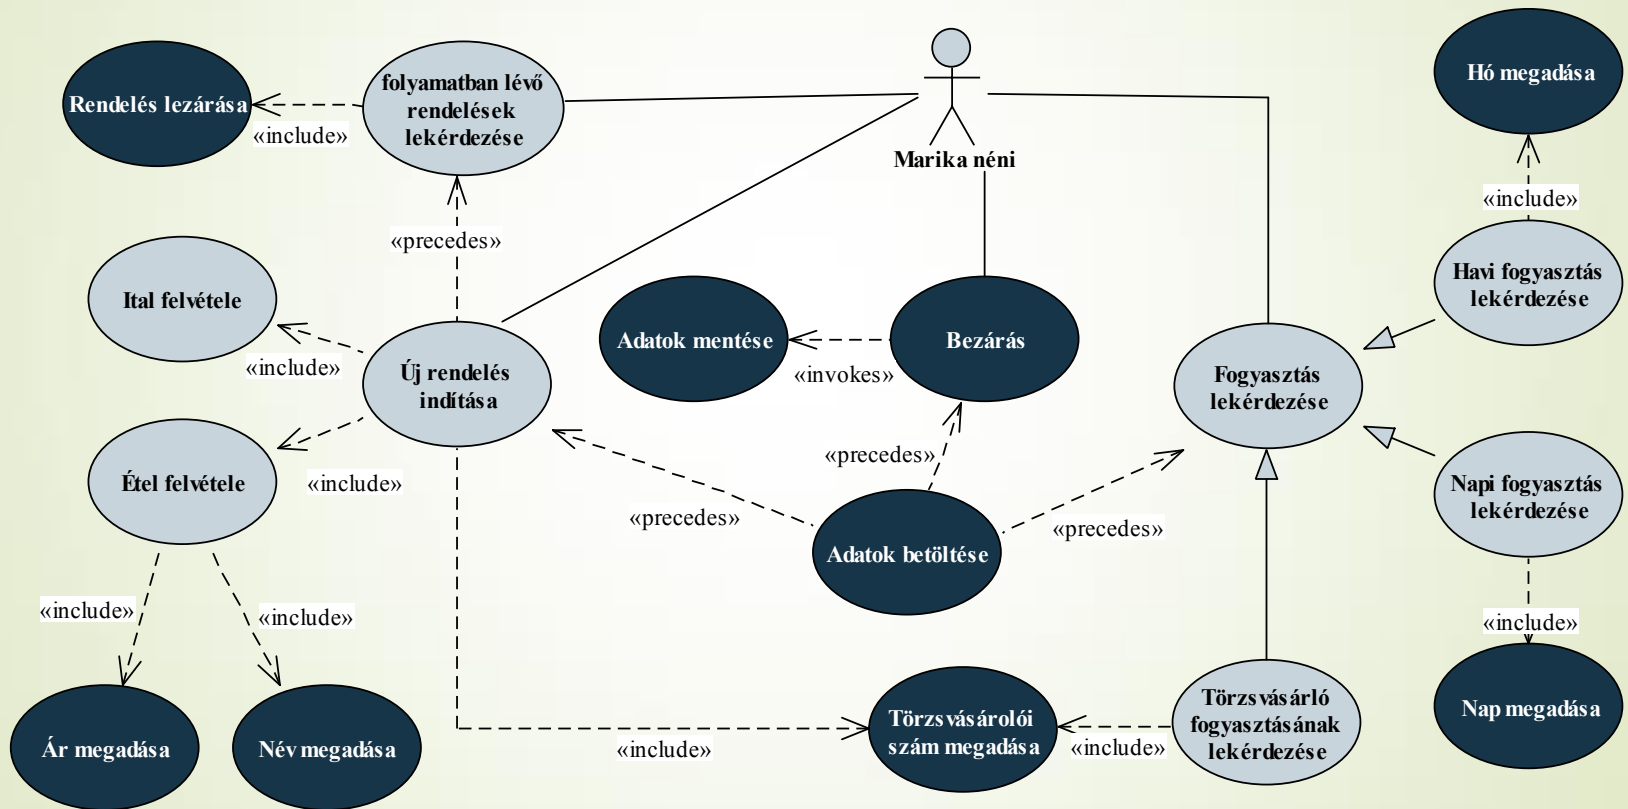 Hó megadása
Rendelés lezárása
folyamatban lévő
rendelések
lekérdezése
«include»
Marika néni
«include»
«precedes»
Ital felvétele
Havi fogyasztás
lekérdezése
Adatok mentése
Bezárás
«include»
Új rendelés
indítása
«invokes»
Fogyasztás
lekérdezése
«precedes»
Étel felvétele
«include»
«precedes»
«precedes»
Napi fogyasztás
lekérdezése
Adatok betöltése
«include»
«include»
«include»
Ár megadása
Név megadása
Törzsvásárolói
szám megadása
«include»
«include»
Törzsvásárló
fogyasztásának
lekérdezése
Nap megadása